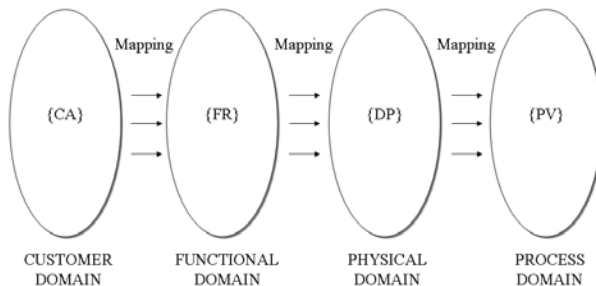 Mapping Mapping Mapping
{CA} {FR} {DP} {PV}
CUSTOMER FUNCTIONAL PHYSICAL PROCESS
DOMAIN DOMAIN DOMAIN DOMAIN